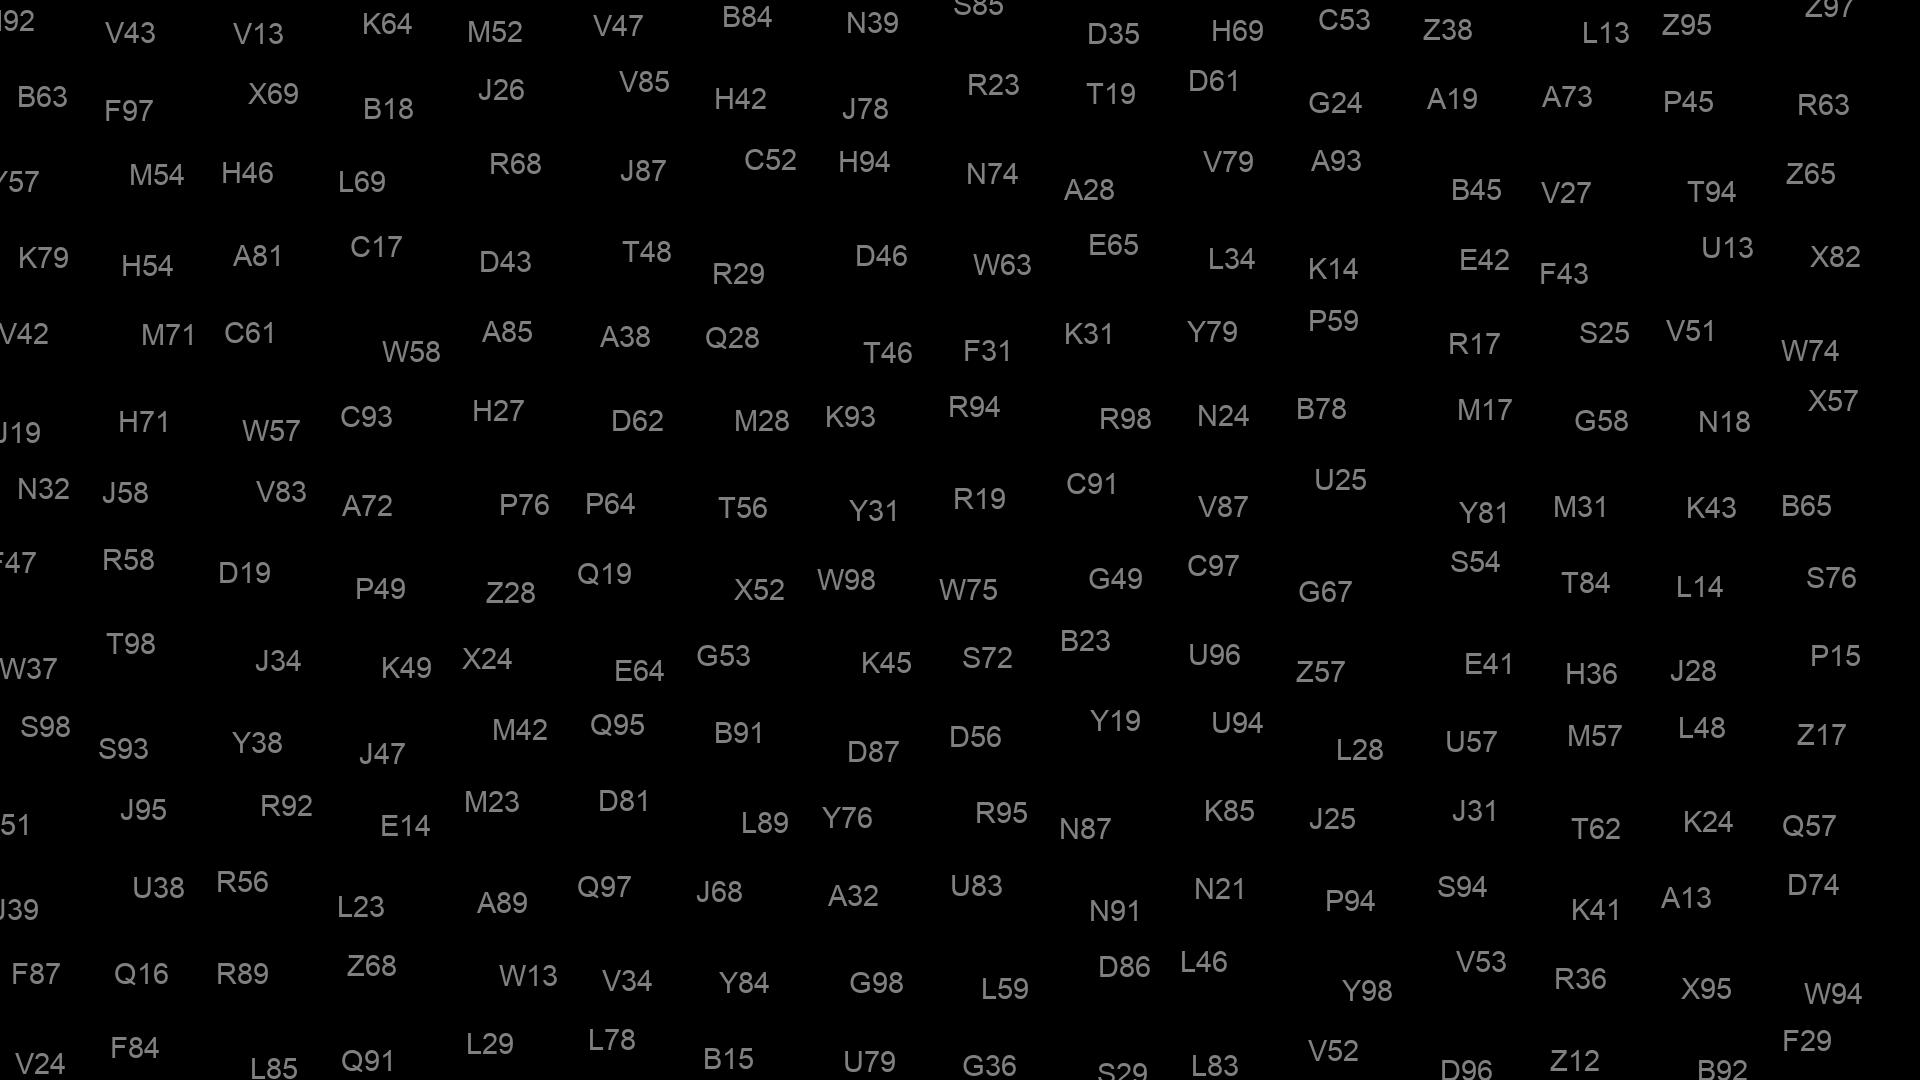 V43 V13 K64 M52 V47 B84 N39 S85 D35 H69 C53 Z38 L13 Z95 Z97
B63 F97 X69 B18 J26 V85 H42 J78 R23 T19 D61 G24 A19 A73 P45 R63
Y57 M54 H46 L69 R68 J87 C52 H94 N74 A28 V79 A93 B45 V27 T94 Z65
K79 H54 A81 C17 D43 T48 R29 D46 W63 E65 L34 K14 E42 F43 U13 X82
V42 M71 C61 W58 A85 A38 Q28 T46 F31 K31 Y79 P59 R17 S25 V51 W74
J19 H71 W57 C93 H27 D62 M28 K93 R94 R98 N24 B78 M17 G58 N18 X57
N32 J58 V83 A72 P76 P64 T56 Y31 R19 C91 V87 U25 Y81 M31 K43 B65
F47 R58 D19 P49 Z28 Q19 X52 W98 W75 G49 C97 G67 S54 T84 L14 S76
W37 T98 J34 K49 X24 E64 G53 K45 S72 B23 U96 Z57 E41 H36 J28 P15
S98 S93 Y38 J47 M42 Q95 B91 D87 D56 Y19 U94 L28 U57 M57 L48 Z17
51 J95 R92 E14 M23 D81 L89 Y76 R95 N87 K85 J25 J31 T62 K24 Q57
J39 U38 R56 L23 A89 Q97 J68 A32 U83 N91 N21 P94 S94 K41 A13 D74
F87 Q16 R89 Z68 W13 V34 Y84 G98 L59 D86 L46 Y98 V53 R36 X95 W94
V24 F84 L85 Q91 L29 L78 B15 U79 G36 S29 L83 V52 D96 Z12 B92 F29